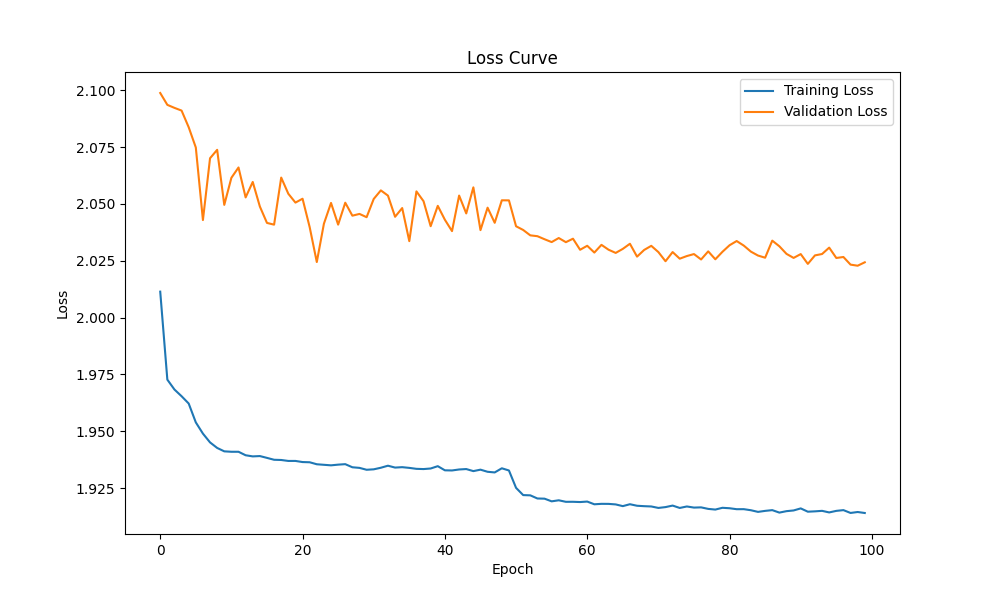 Loss Curve
Training Loss
Validation Loss
2.100
2.075
2.050
2.025
2.000
1.975
1.950
1.925
Loss
0 20 40 60 80 100
Epoch